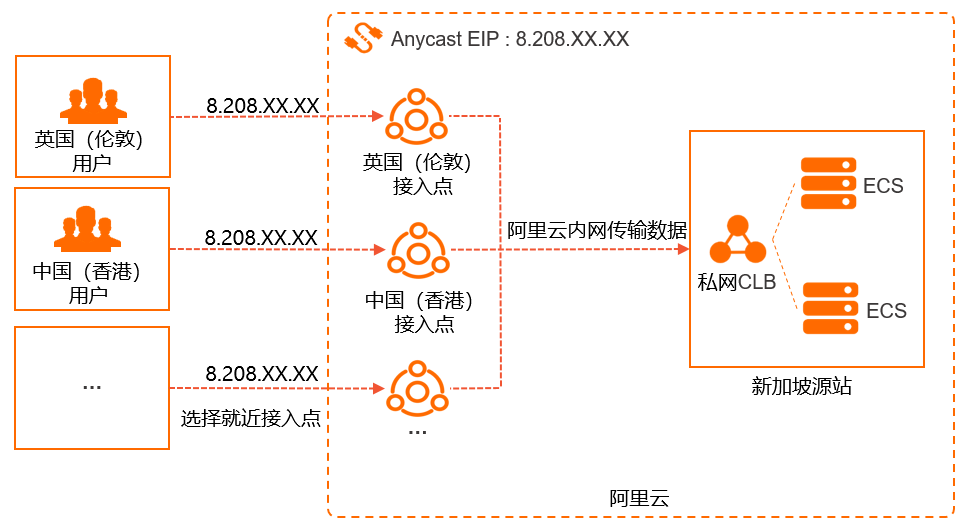 Anycast EIP : 8.208.XX.XX
英国（伦敦）
用户
8.208.XX.XX
英国（伦敦）
接入点
中国（香港）
用户
8.208.XX.XX
中国（香港）
接入点
阿里云内网传输数据
私网CLB
ECS
ECS
新加坡源站
...
8.208.XX.XX
选择就近接入点
...
阿里云